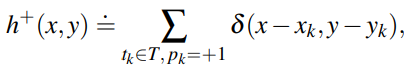 h⁺(x,y) ≐ ∑_{t_k∈T, p_k=+1} δ(x−x_k, y−y_k),